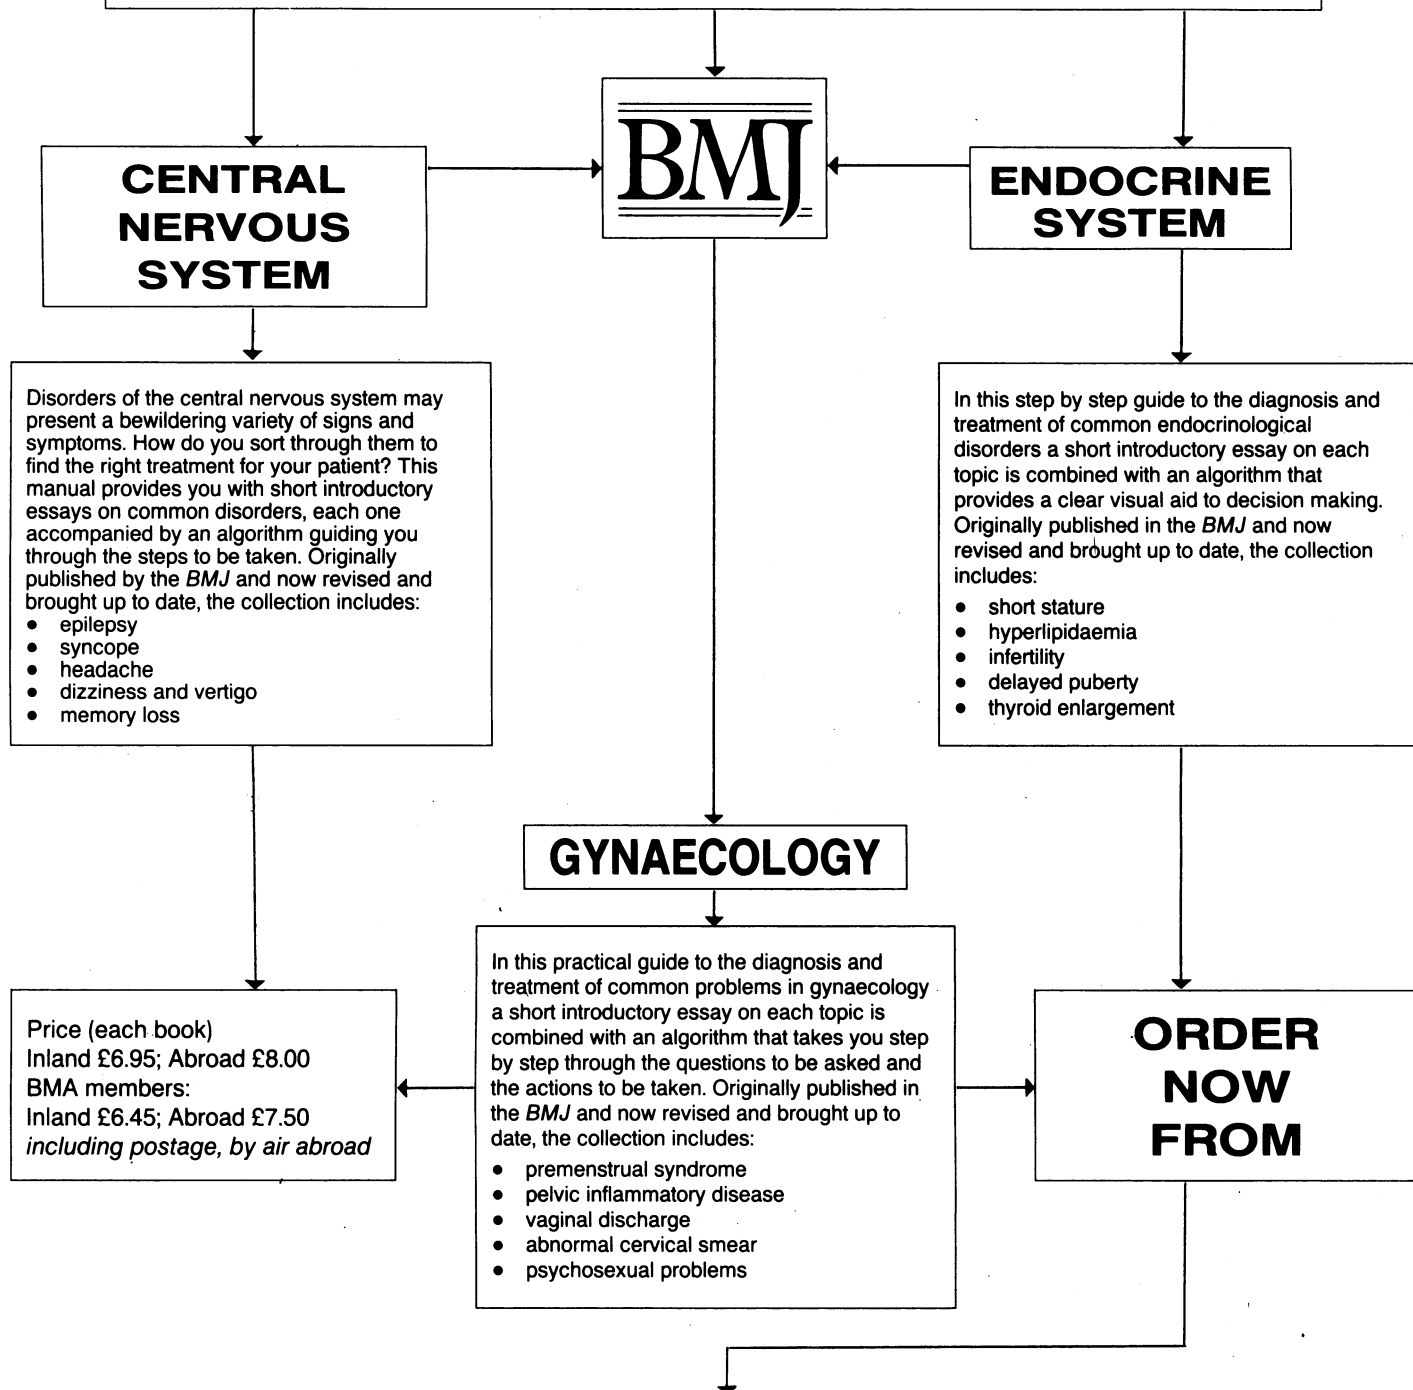 BMJ
CENTRAL
NERVOUS
SYSTEM
ENDOCRINE
SYSTEM
Disorders of the central nervous system may
present a bewildering variety of signs and
symptoms. How do you sort through them to
find the right treatment for your patient? This
manual provides you with short introductory
essays on common disorders, each one
accompanied by an algorithm guiding you
through the steps to be taken. Originally
published by the BMJ and now revised and
brought up to date, the collection includes:
• epilepsy
• syncope
• headache
• dizziness and vertigo
• memory loss
In this step by step guide to the diagnosis and
treatment of common endocrinological
disorders a short introductory essay on each
topic is combined with an algorithm that
provides a clear visual aid to decision making.
Originally published in the BMJ and now
revised and brought up to date, the collection
includes:
• short stature
• hyperlipidaemia
• infertility
• delayed puberty
• thyroid enlargement
GYNAECOLOGY
In this practical guide to the diagnosis and
treatment of common problems in gynaecology
a short introductory essay on each topic is
combined with an algorithm that takes you step
by step through the questions to be asked and
the actions to be taken. Originally published in
the BMJ and now revised and brought up to
date, the collection includes:
• premenstrual syndrome
• pelvic inflammatory disease
• vaginal discharge
• abnormal cervical smear
• psychosexual problems
Price (each book)
Inland £6.95; Abroad £8.00
BMA members:
Inland £6.45; Abroad £7.50
including postage, by air abroad
ORDER
NOW
FROM